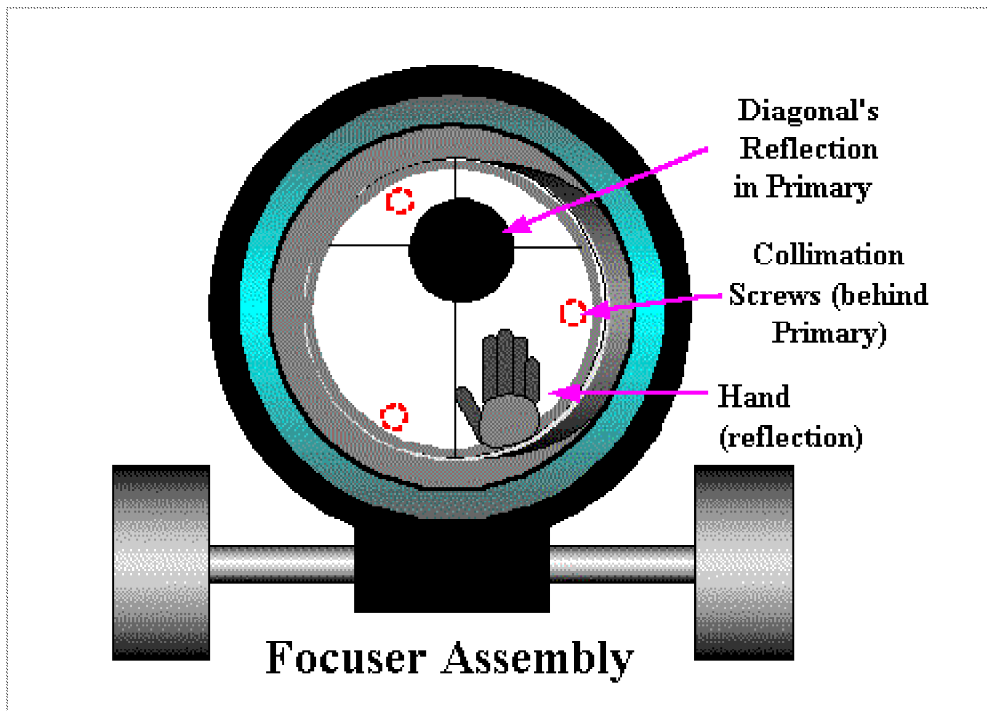 Diagonal's
Reflection
in Primary
Collimation
Screws (behind
Primary)
Hand
(reflection)
Focuser Assembly